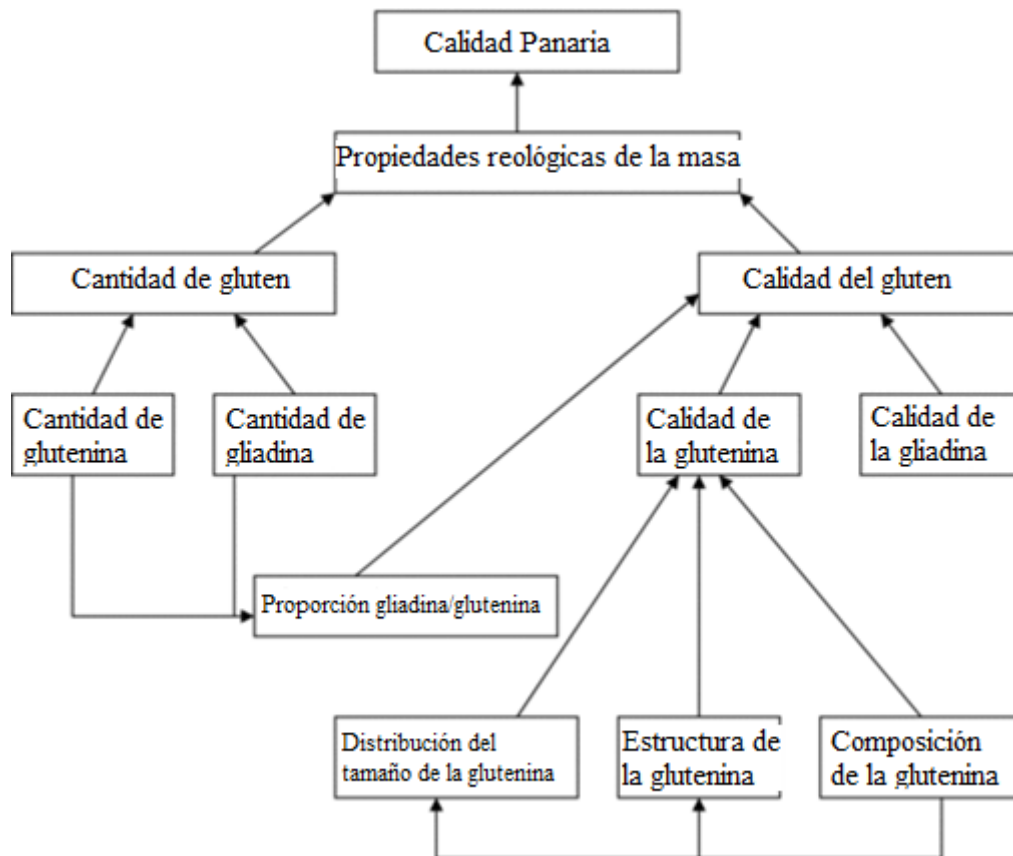 Calidad Panaria
Propiedades reológicas de la masa
Cantidad de gluten
Calidad del gluten
Cantidad de
glutenina
Cantidad de
gliadina
Calidad de
la glutenina
Calidad de
la gliadina
Proporción gliadina/glutenina
Distribución del
tamaño de la glutenina
Estructura de
la glutenina
Composición
de la glutenina